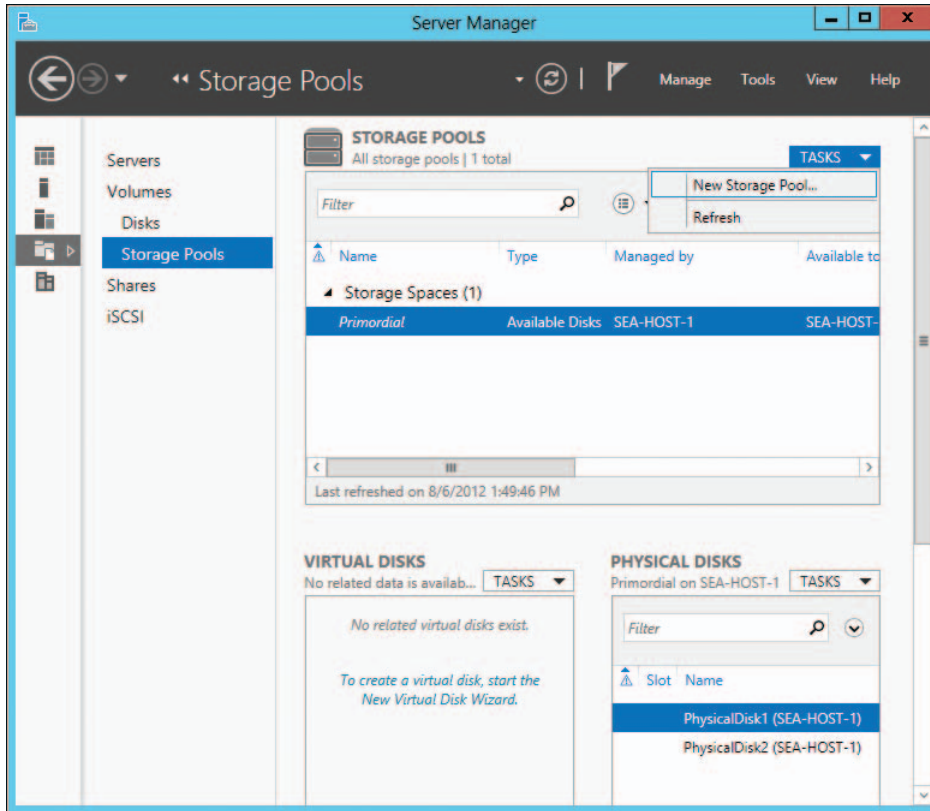 Server Manager
Storage Pools
Manage Tools View Help
Servers
Volumes
Disks
Storage Pools
Shares
iSCSI
STORAGE POOLS
All storage pools | 1 total
TASKS
New Storage Pool...
Refresh
Filter
Name Type Managed by Available to
Storage Spaces (1)
Primordial Available Disks SEA-HOST-1 SEA-HOST-
Last refreshed on 8/6/2012 1:49:46 PM
VIRTUAL DISKS
No related data is availab... TASKS
No related virtual disks exist.
To create a virtual disk, start the
New Virtual Disk Wizard.
PHYSICAL DISKS
Primordial on SEA-HOST-1 TASKS
Filter
Slot Name
PhysicalDisk1 (SEA-HOST-1)
PhysicalDisk2 (SEA-HOST-1)